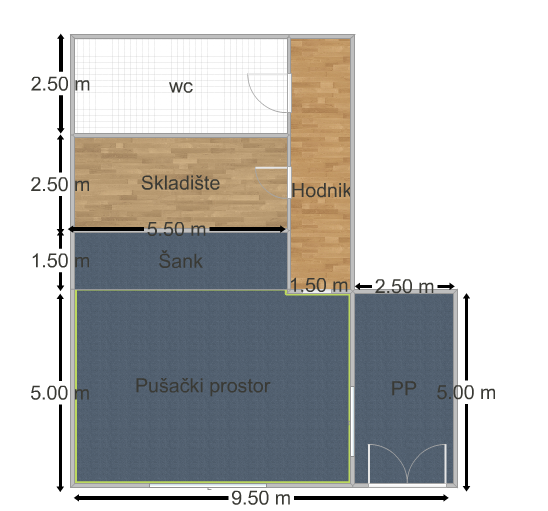 2.50 m
wc
2.50 m
Skladište
Hodnik
5.50 m
1.50 m
Šank
1.50 m
2.50 m
5.00 m
Pušački prostor
PP
5.00 m
9.50 m